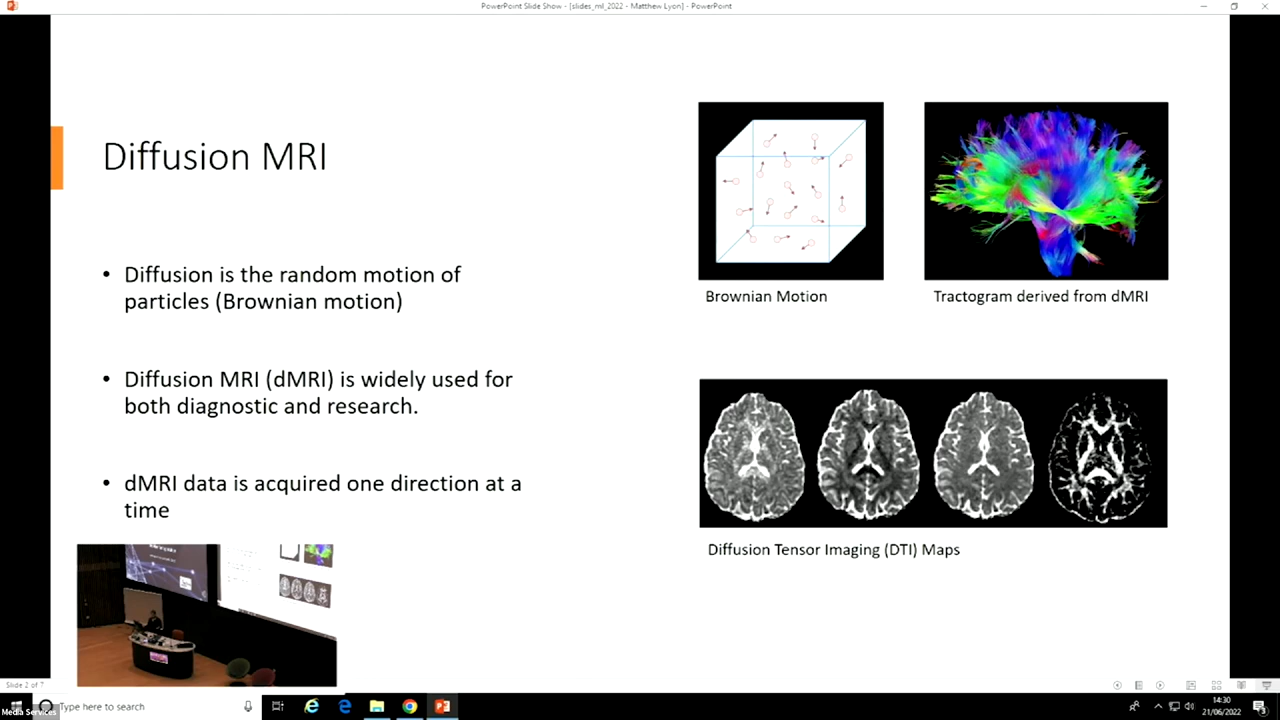 PowerPoint Slide Show - [slides_ml_2022 - Matthew Lyon] - PowerPoint
Diffusion MRI
• Diffusion is the random motion of
particles (Brownian motion)
• Diffusion MRI (dMRI) is widely used for
both diagnostic and research.
• dMRI data is acquired one direction at a
time
Brownian Motion
Tractogram derived from dMRI
Diffusion Tensor Imaging (DTI) Maps
Slide 2 of 7
Type here to search
Media Services
14:30
21/06/2022